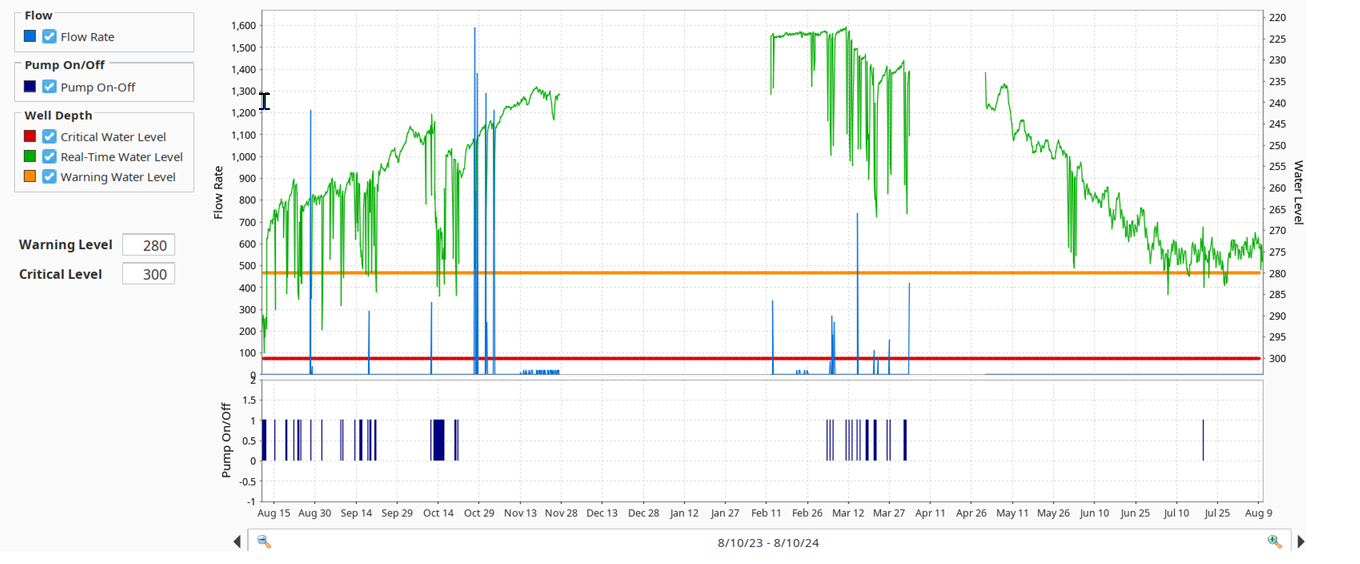 Flow
Flow Rate
Pump On/Off
Pump On-Off
Well Depth
Critical Water Level
Real-Time Water Level
Warning Water Level
Warning Level 280
Critical Level 300
Flow Rate
1,600
1,500
1,400
1,300
1,200
1,100
1,000
900
800
700
600
500
400
300
200
100
0
Water Level
220
225
230
235
240
245
250
255
260
265
270
275
280
285
290
295
300
Pump On/Off
2
1.5
1
0.5
0
-0.5
-1
Aug 15 Aug 30 Sep 14 Sep 29 Oct 14 Oct 29 Nov 13 Nov 28 Dec 13 Dec 28 Jan 12 Jan 27 Feb 11 Feb 26 Mar 12 Mar 27 Apr 11 Apr 26 May 11 May 26 Jun 10 Jun 25 Jul 10 Jul 25 Aug 9
8/10/23 - 8/10/24